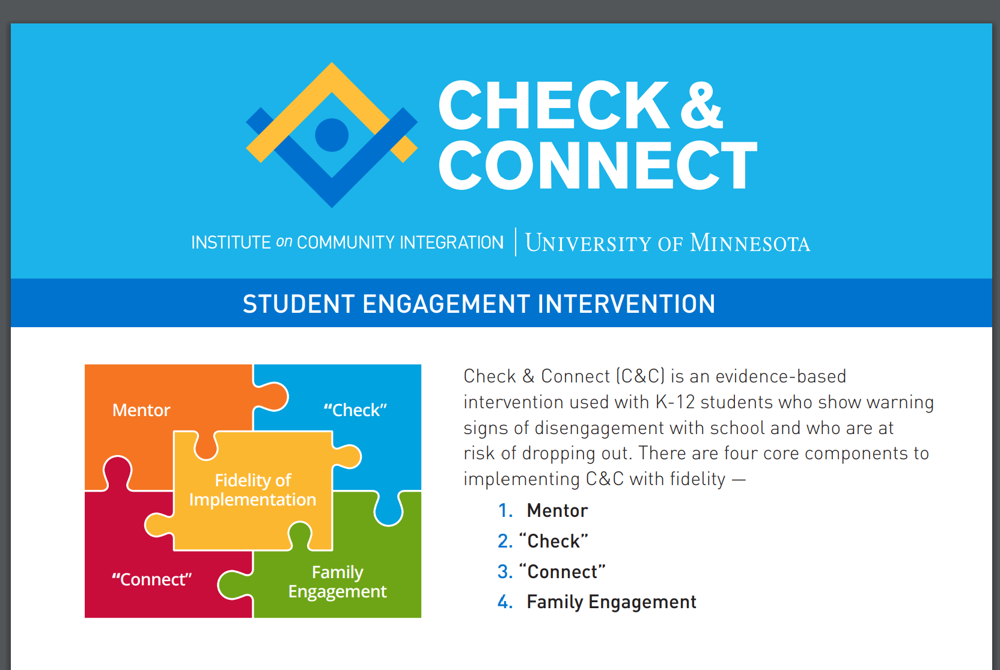 CHECK &
CONNECT
INSTITUTE on COMMUNITY INTEGRATION | UNIVERSITY OF MINNESOTA
STUDENT ENGAGEMENT INTERVENTION
Mentor
“Check”
Fidelity of
Implementation
“Connect”
Family
Engagement
Check & Connect (C&C) is an evidence-based
intervention used with K-12 students who show warning
signs of disengagement with school and who are at
risk of dropping out. There are four core components to
implementing C&C with fidelity —
1. Mentor
2. “Check”
3. “Connect”
4. Family Engagement